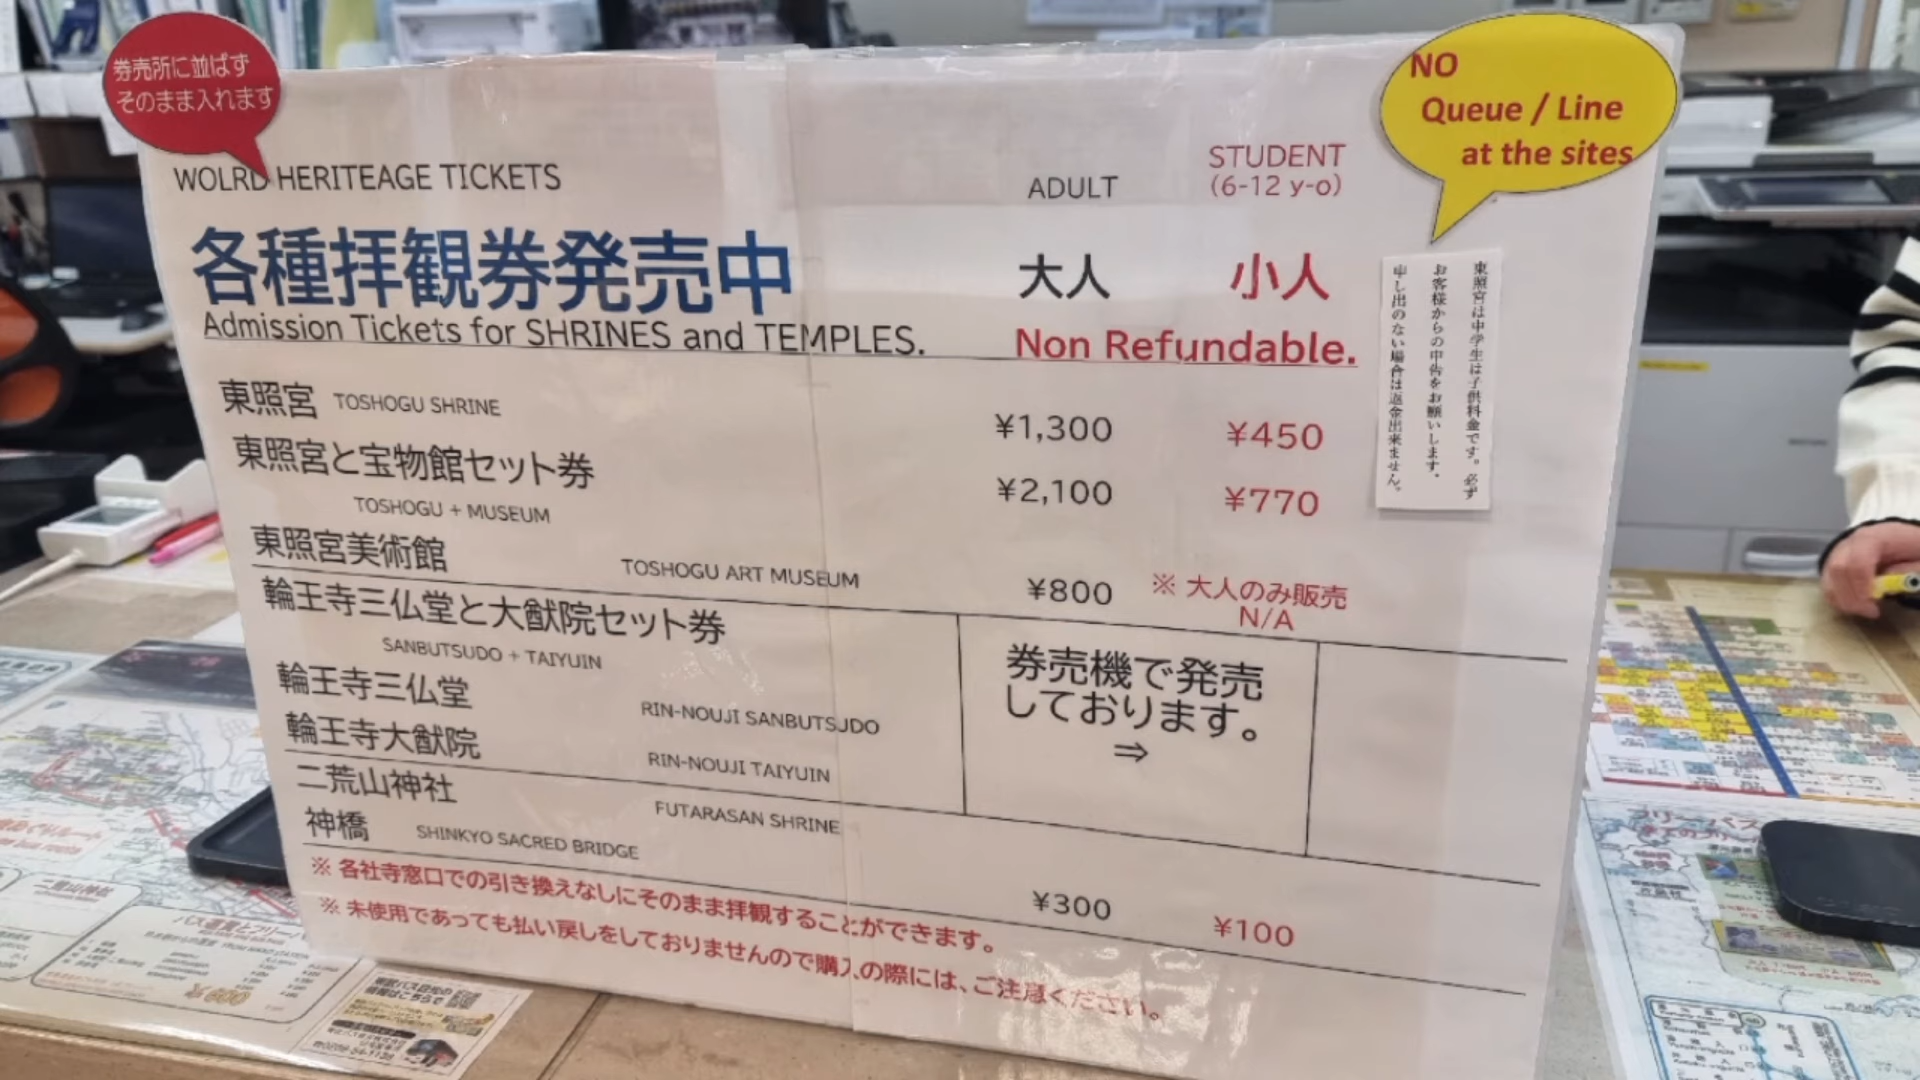 券売所に並ばず
そのまま入れます
NO
Queue / Line
at the sites
WOLRD HERITEAGE TICKETS
ADULT
STUDENT
(6-12 y-o)
各種拝観券発売中
大人
小人
Admission Tickets for SHRINES and TEMPLES.
Non Refundable.
東照宮は中学生は子供料金です。必ず
お客様からの申告をお願いします。
申し出のない場合は返金出来ません。
東照宮 TOSHOGU SHRINE
¥1,300
¥450
東照宮と宝物館セット券
TOSHOGU + MUSEUM
¥2,100
¥770
東照宮美術館
TOSHOGU ART MUSEUM
¥800
※ 大人のみ販売
N/A
輪王寺三仏堂と大猷院セット券
SANBUTSUDO + TAIYUIN
輪王寺三仏堂
RIN-NOUJI SANBUTSUDO
輪王寺大猷院
RIN-NOUJI TAIYUIN
券売機で発売
しております。
⇒
二荒山神社
FUTARASAN SHRINE
神橋
SHINKYO SACRED BRIDGE
¥300
¥100
※ 各社寺窓口での引き換えなしにそのまま拝観することができます。
※ 未使用であっても払い戻しをしておりませんので購入の際には、ご注意ください。
二荒山神社